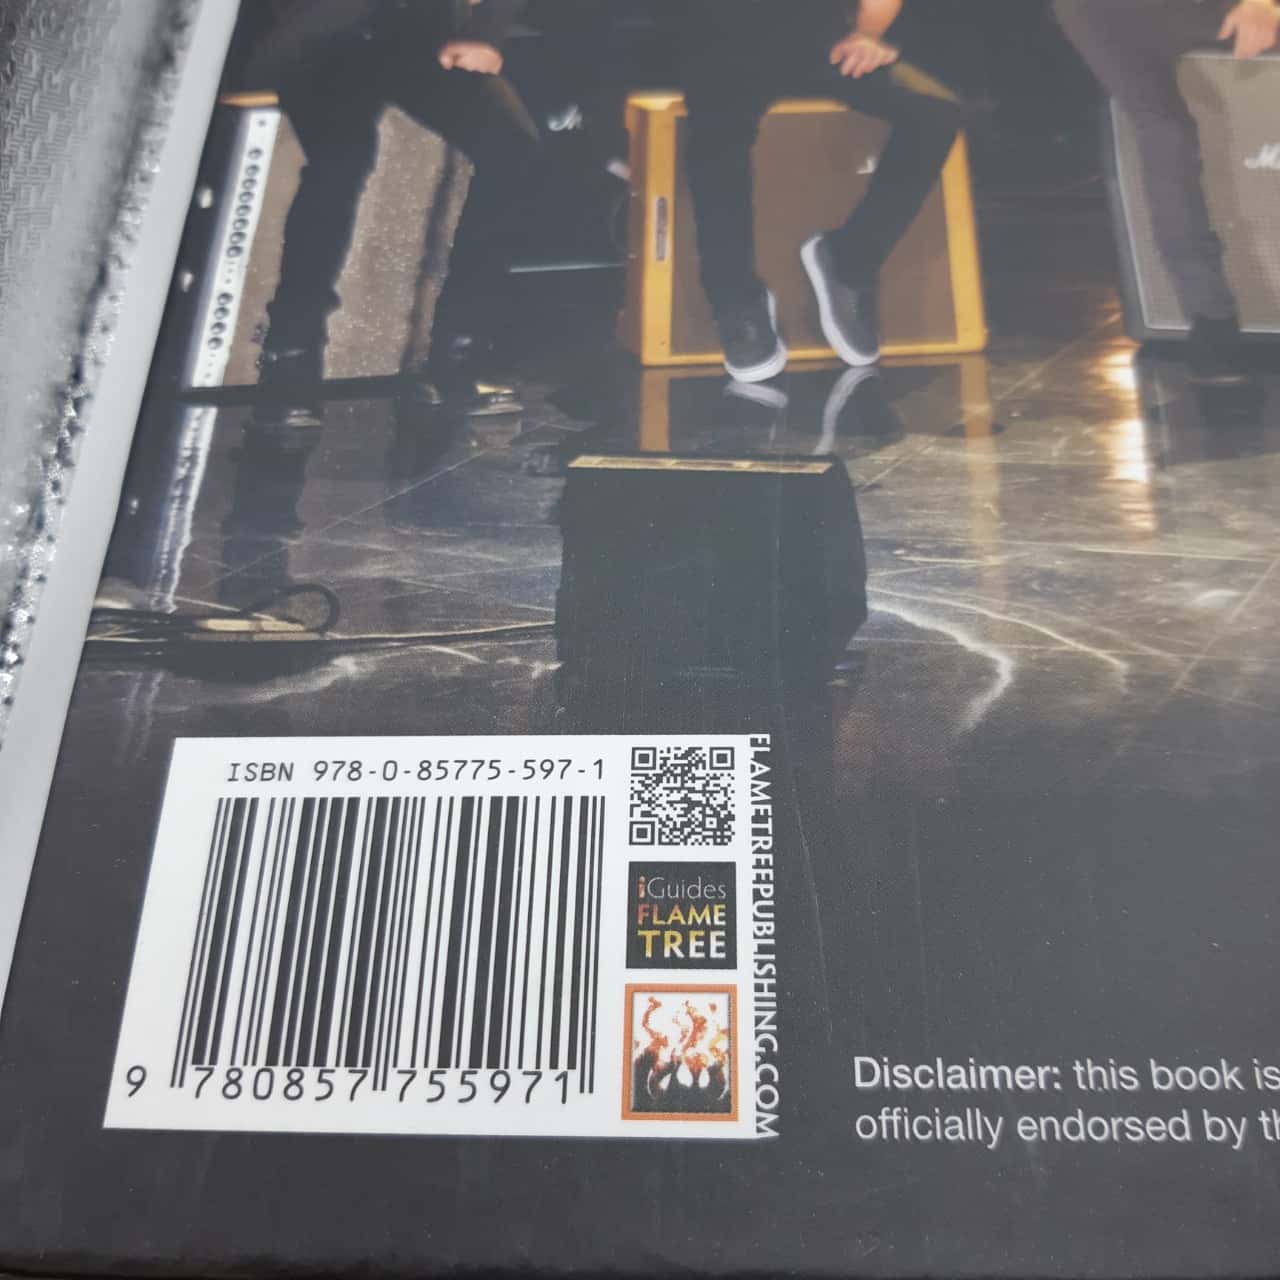 ISBN 978-0-85775-597-1
9 780857 755971
iGuides
FLAME
TREE
FLAMETREEPUBLISHING.COM
Disclaimer: this book is
officially endorsed by